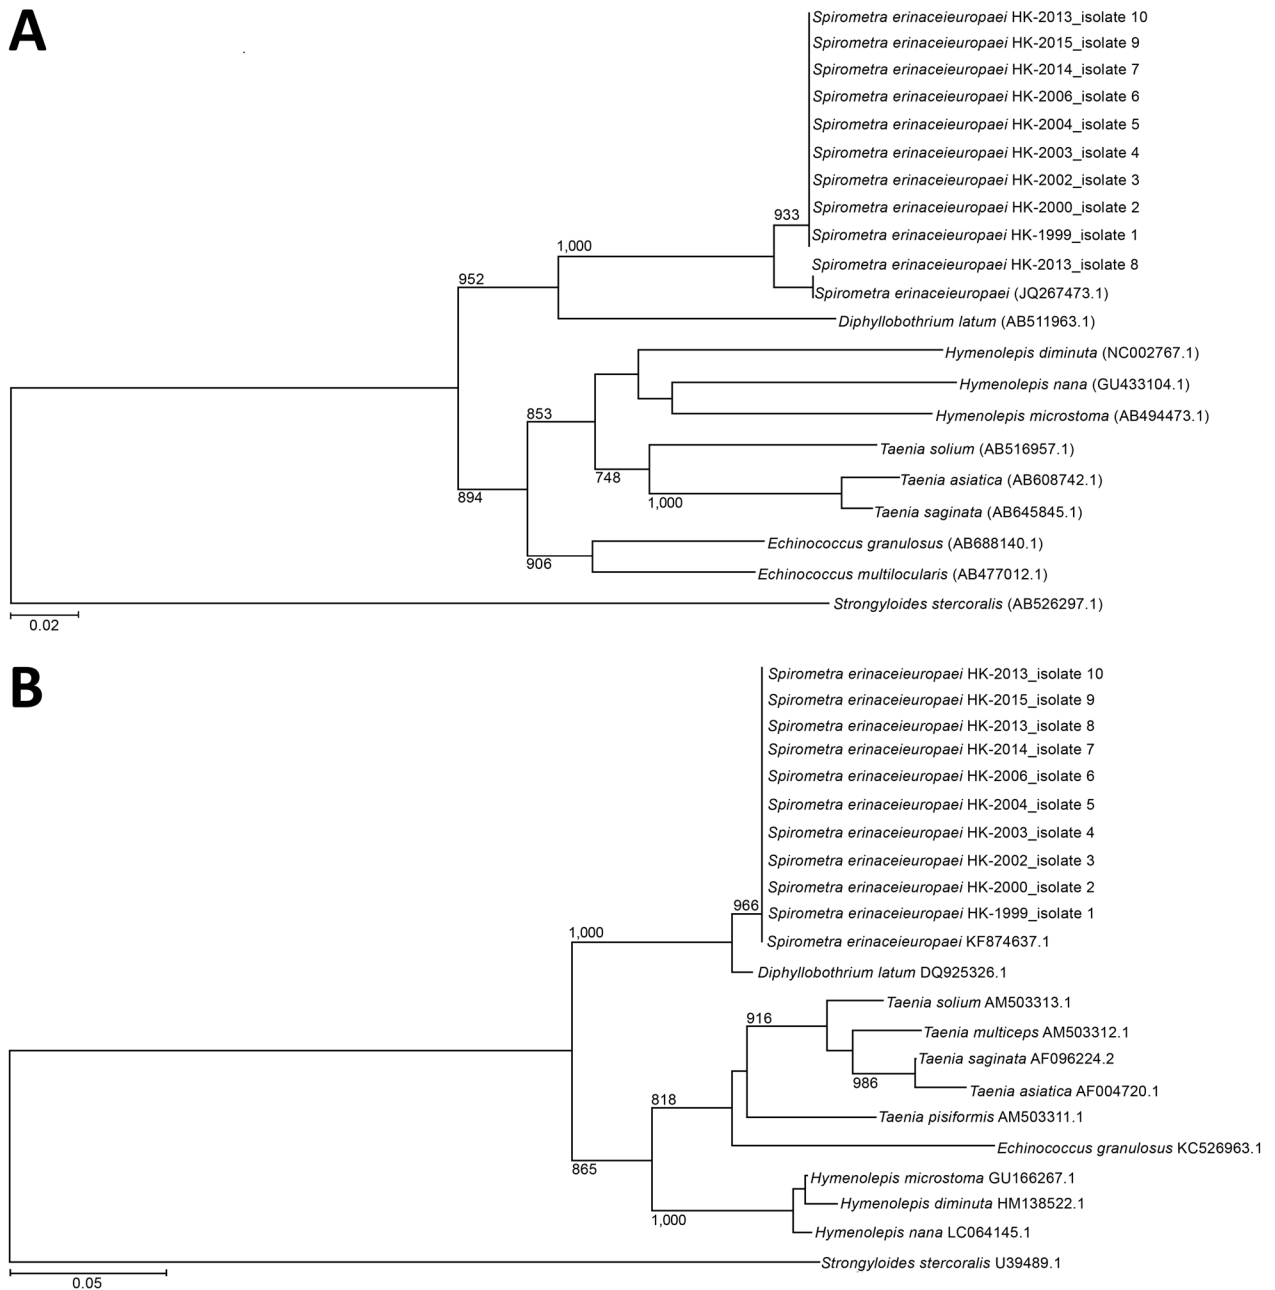 A
Spirometra erinaceieuropaei HK-2013_isolate 10
Spirometra erinaceieuropaei HK-2015_isolate 9
Spirometra erinaceieuropaei HK-2014_isolate 7
Spirometra erinaceieuropaei HK-2006_isolate 6
Spirometra erinaceieuropaei HK-2004_isolate 5
Spirometra erinaceieuropaei HK-2003_isolate 4
Spirometra erinaceieuropaei HK-2002_isolate 3
Spirometra erinaceieuropaei HK-2000_isolate 2
933
Spirometra erinaceieuropaei HK-1999_isolate 1
1,000
Spirometra erinaceieuropaei HK-2013_isolate 8
952
Spirometra erinaceieuropaei (JQ267473.1)
Diphyllobothrium latum (AB511963.1)
Hymenolepis diminuta (NC002767.1)
Hymenolepis nana (GU433104.1)
853
Hymenolepis microstoma (AB494473.1)
Taenia solium (AB516957.1)
748
Taenia asiatica (AB608742.1)
894
1,000
Taenia saginata (AB645845.1)
Echinococcus granulosus (AB688140.1)
906
Echinococcus multilocularis (AB477012.1)
Strongyloides stercoralis (AB526297.1)
0.02
B
Spirometra erinaceieuropaei HK-2013_isolate 10
Spirometra erinaceieuropaei HK-2015_isolate 9
Spirometra erinaceieuropaei HK-2013_isolate 8
Spirometra erinaceieuropaei HK-2014_isolate 7
Spirometra erinaceieuropaei HK-2006_isolate 6
Spirometra erinaceieuropaei HK-2004_isolate 5
Spirometra erinaceieuropaei HK-2003_isolate 4
Spirometra erinaceieuropaei HK-2002_isolate 3
Spirometra erinaceieuropaei HK-2000_isolate 2
966
Spirometra erinaceieuropaei HK-1999_isolate 1
1,000
Spirometra erinaceieuropaei KF874637.1
Diphyllobothrium latum DQ925326.1
Taenia solium AM503313.1
916
Taenia multiceps AM503312.1
Taenia saginata AF096224.2
986
Taenia asiatica AF004720.1
818
Taenia pisiformis AM503311.1
Echinococcus granulosus KC526963.1
865
Hymenolepis microstoma GU166267.1
Hymenolepis diminuta HM138522.1
1,000
Hymenolepis nana LC064145.1
Strongyloides stercoralis U39489.1
0.05